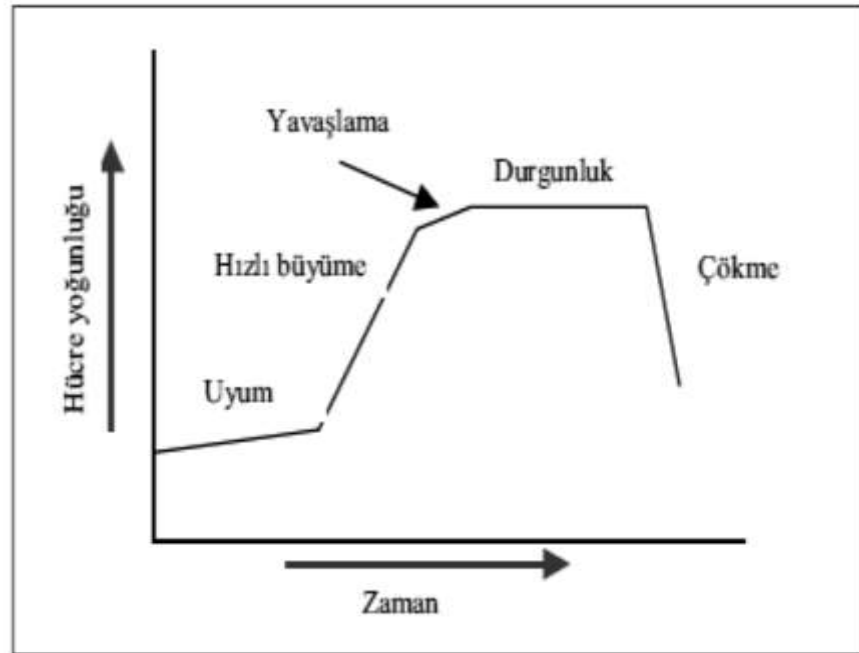 Yavaşlama
Durgunluk
Hızlı büyüme
Çökme
Uyum
Hücre yoğunluğu
Zaman